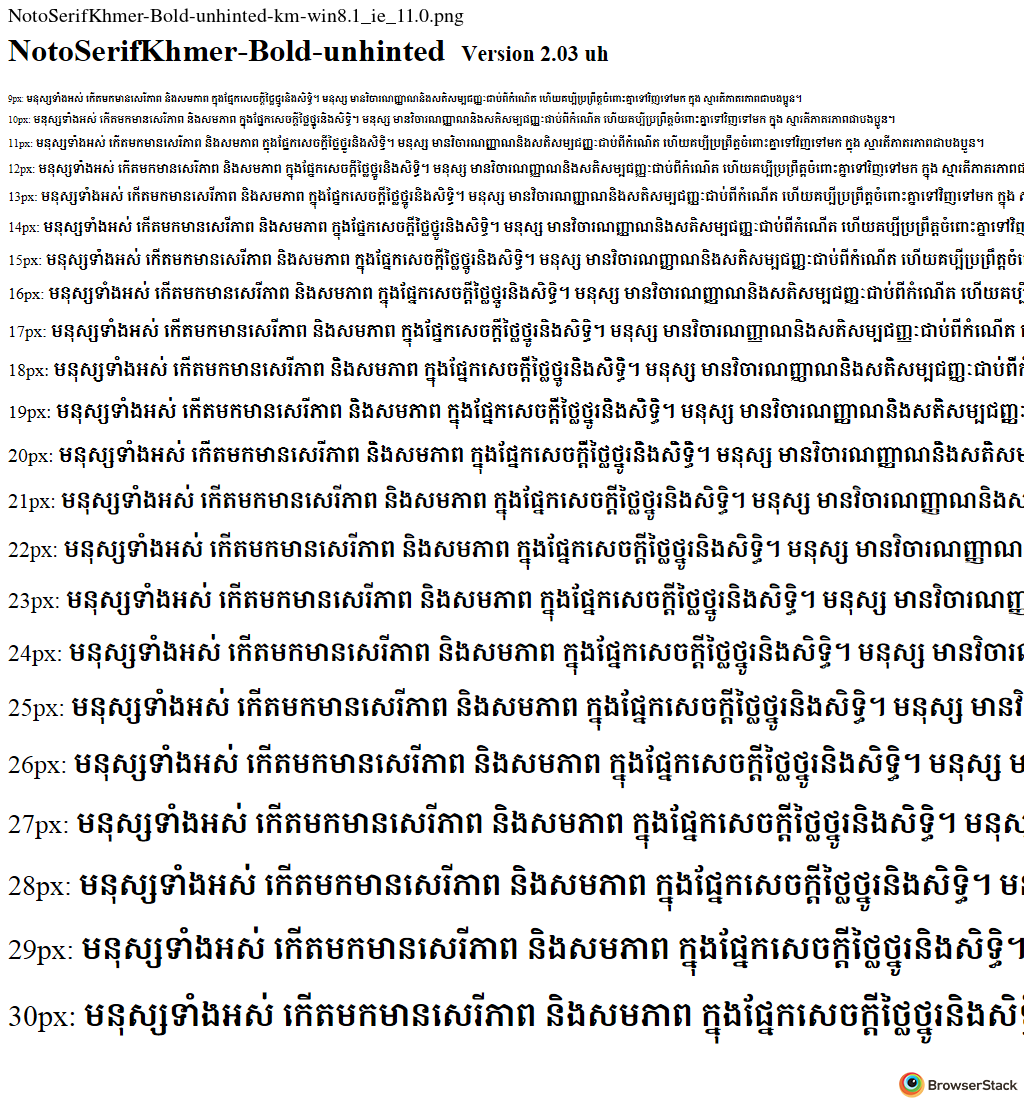 NotoSerifKhmer-Bold-unhinted-km-win8.1_ie_11.0.png
NotoSerifKhmer-Bold-unhinted Version 2.03 uh
9px: មនុស្សទាំងអស់ កើតមកមានសេរីភាព និងសមភាព ក្នុងផ្នែកសេចក្ដីថ្លៃថ្នូរនិងសិទ្ធិ។ មនុស្ស មានវិចារណញ្ញាណនិងសតិសម្បជញ្ញៈជាប់ពីកំណើត ហើយគប្បីប្រព្រឹត្តចំពោះគ្នាទៅវិញទៅមក ក្នុង ស្មារតីភាតរភាពជាបងប្អូន។
10px: មនុស្សទាំងអស់ កើតមកមានសេរីភាព និងសមភាព ក្នុងផ្នែកសេចក្ដីថ្លៃថ្នូរនិងសិទ្ធិ។ មនុស្ស មានវិចារណញ្ញាណនិងសតិសម្បជញ្ញៈជាប់ពីកំណើត ហើយគប្បីប្រព្រឹត្តចំពោះគ្នាទៅវិញទៅមក ក្នុង ស្មារតីភាតរភាពជាបងប្អូន។
11px: មនុស្សទាំងអស់ កើតមកមានសេរីភាព និងសមភាព ក្នុងផ្នែកសេចក្ដីថ្លៃថ្នូរនិងសិទ្ធិ។ មនុស្ស មានវិចារណញ្ញាណនិងសតិសម្បជញ្ញៈជាប់ពីកំណើត ហើយគប្បីប្រព្រឹត្តចំពោះគ្នាទៅវិញទៅមក ក្នុង ស្មារតីភាតរភាពជាបងប្អូន។
12px: មនុស្សទាំងអស់ កើតមកមានសេរីភាព និងសមភាព ក្នុងផ្នែកសេចក្ដីថ្លៃថ្នូរនិងសិទ្ធិ។ មនុស្ស មានវិចារណញ្ញាណនិងសតិសម្បជញ្ញៈជាប់ពីកំណើត ហើយគប្បីប្រព្រឹត្តចំពោះគ្នាទៅវិញទៅមក ក្នុង ស្មារតីភាតរភាពជ
13px: មនុស្សទាំងអស់ កើតមកមានសេរីភាព និងសមភាព ក្នុងផ្នែកសេចក្ដីថ្លៃថ្នូរនិងសិទ្ធិ។ មនុស្ស មានវិចារណញ្ញាណនិងសតិសម្បជញ្ញៈជាប់ពីកំណើត ហើយគប្បីប្រព្រឹត្តចំពោះគ្នាទៅវិញទៅមក ក្នុង
14px: មនុស្សទាំងអស់ កើតមកមានសេរីភាព និងសមភាព ក្នុងផ្នែកសេចក្ដីថ្លៃថ្នូរនិងសិទ្ធិ។ មនុស្ស មានវិចារណញ្ញាណនិងសតិសម្បជញ្ញៈជាប់ពីកំណើត ហើយគប្បីប្រព្រឹត្តចំពោះគ្នាទៅវិញ
15px: មនុស្សទាំងអស់ កើតមកមានសេរីភាព និងសមភាព ក្នុងផ្នែកសេចក្ដីថ្លៃថ្នូរនិងសិទ្ធិ។ មនុស្ស មានវិចារណញ្ញាណនិងសតិសម្បជញ្ញៈជាប់ពីកំណើត ហើយគប្បីប្រព្រឹត្តចំ
16px: មនុស្សទាំងអស់ កើតមកមានសេរីភាព និងសមភាព ក្នុងផ្នែកសេចក្ដីថ្លៃថ្នូរនិងសិទ្ធិ។ មនុស្ស មានវិចារណញ្ញាណនិងសតិសម្បជញ្ញៈជាប់ពីកំណើត ហើយគប្បី
17px: មនុស្សទាំងអស់ កើតមកមានសេរីភាព និងសមភាព ក្នុងផ្នែកសេចក្ដីថ្លៃថ្នូរនិងសិទ្ធិ។ មនុស្ស មានវិចារណញ្ញាណនិងសតិសម្បជញ្ញៈជាប់ពីកំណើត
18px: មនុស្សទាំងអស់ កើតមកមានសេរីភាព និងសមភាព ក្នុងផ្នែកសេចក្ដីថ្លៃថ្នូរនិងសិទ្ធិ។ មនុស្ស មានវិចារណញ្ញាណនិងសតិសម្បជញ្ញៈជាប់ពីកំ
19px: មនុស្សទាំងអស់ កើតមកមានសេរីភាព និងសមភាព ក្នុងផ្នែកសេចក្ដីថ្លៃថ្នូរនិងសិទ្ធិ។ មនុស្ស មានវិចារណញ្ញាណនិងសតិសម្បជញ្ញៈ
20px: មនុស្សទាំងអស់ កើតមកមានសេរីភាព និងសមភាព ក្នុងផ្នែកសេចក្ដីថ្លៃថ្នូរនិងសិទ្ធិ។ មនុស្ស មានវិចារណញ្ញាណនិងសតិសម
21px: មនុស្សទាំងអស់ កើតមកមានសេរីភាព និងសមភាព ក្នុងផ្នែកសេចក្ដីថ្លៃថ្នូរនិងសិទ្ធិ។ មនុស្ស មានវិចារណញ្ញាណនិងស
22px: មនុស្សទាំងអស់ កើតមកមានសេរីភាព និងសមភាព ក្នុងផ្នែកសេចក្ដីថ្លៃថ្នូរនិងសិទ្ធិ។ មនុស្ស មានវិចារណញ្ញាណ
23px: មនុស្សទាំងអស់ កើតមកមានសេរីភាព និងសមភាព ក្នុងផ្នែកសេចក្ដីថ្លៃថ្នូរនិងសិទ្ធិ។ មនុស្ស មានវិចារណញ្ញ
24px: មនុស្សទាំងអស់ កើតមកមានសេរីភាព និងសមភាព ក្នុងផ្នែកសេចក្ដីថ្លៃថ្នូរនិងសិទ្ធិ។ មនុស្ស មានវិចារ
25px: មនុស្សទាំងអស់ កើតមកមានសេរីភាព និងសមភាព ក្នុងផ្នែកសេចក្ដីថ្លៃថ្នូរនិងសិទ្ធិ។ មនុស្ស មានវិ
26px: មនុស្សទាំងអស់ កើតមកមានសេរីភាព និងសមភាព ក្នុងផ្នែកសេចក្ដីថ្លៃថ្នូរនិងសិទ្ធិ។ មនុស្ស ម
27px: មនុស្សទាំងអស់ កើតមកមានសេរីភាព និងសមភាព ក្នុងផ្នែកសេចក្ដីថ្លៃថ្នូរនិងសិទ្ធិ។ មនុស
28px: មនុស្សទាំងអស់ កើតមកមានសេរីភាព និងសមភាព ក្នុងផ្នែកសេចក្ដីថ្លៃថ្នូរនិងសិទ្ធិ។ មន
29px: មនុស្សទាំងអស់ កើតមកមានសេរីភាព និងសមភាព ក្នុងផ្នែកសេចក្ដីថ្លៃថ្នូរនិងសិទ្ធិ។
30px: មនុស្សទាំងអស់ កើតមកមានសេរីភាព និងសមភាព ក្នុងផ្នែកសេចក្ដីថ្លៃថ្នូរនិងសិ
BrowserStack